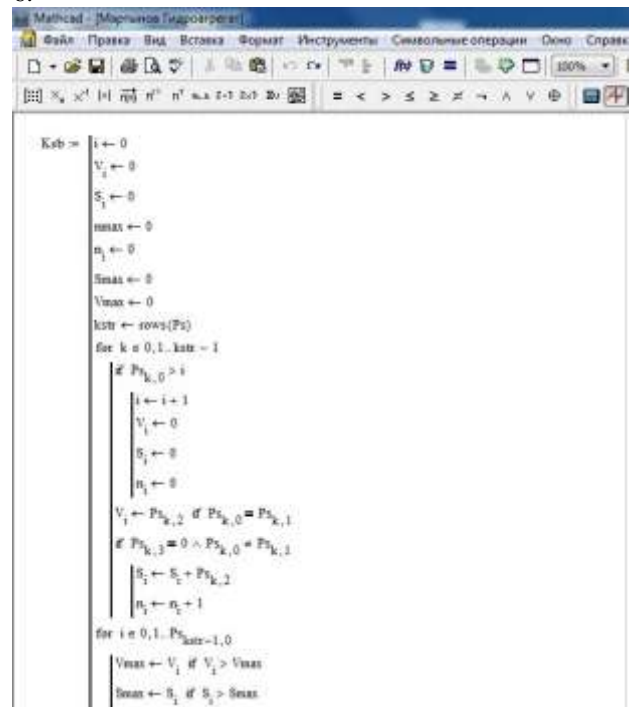 Mathcad - [Мартынов Гидроагрегат]
Файл Правка Вид Вставка Формат Инструменты Символьные операции Окно Справк
100%
= < > ≤ ≥ ≠ ¬ ∧ ∨ ⊕
Ksb := i ← 0
V_i ← 0
S_i ← 0
nmax ← 0
n_i ← 0
Smax ← 0
Vmax ← 0
kstr ← rows(Ps)
for k ∈ 0,1.. kstr − 1
if Ps_k,0 > i
i ← i + 1
V_i ← 0
S_i ← 0
n_i ← 0
V_i ← Ps_k,2 if Ps_k,0 = Ps_k,1
if Ps_k,3 = 0 ∧ Ps_k,0 ≠ Ps_k,1
S_i ← S_i + Ps_k,2
n_i ← n_i + 1
for i ∈ 0,1.. Ps_kstr−1,0
Vmax ← V_i if V_i > Vmax
Smax ← S_i if S_i > Smax